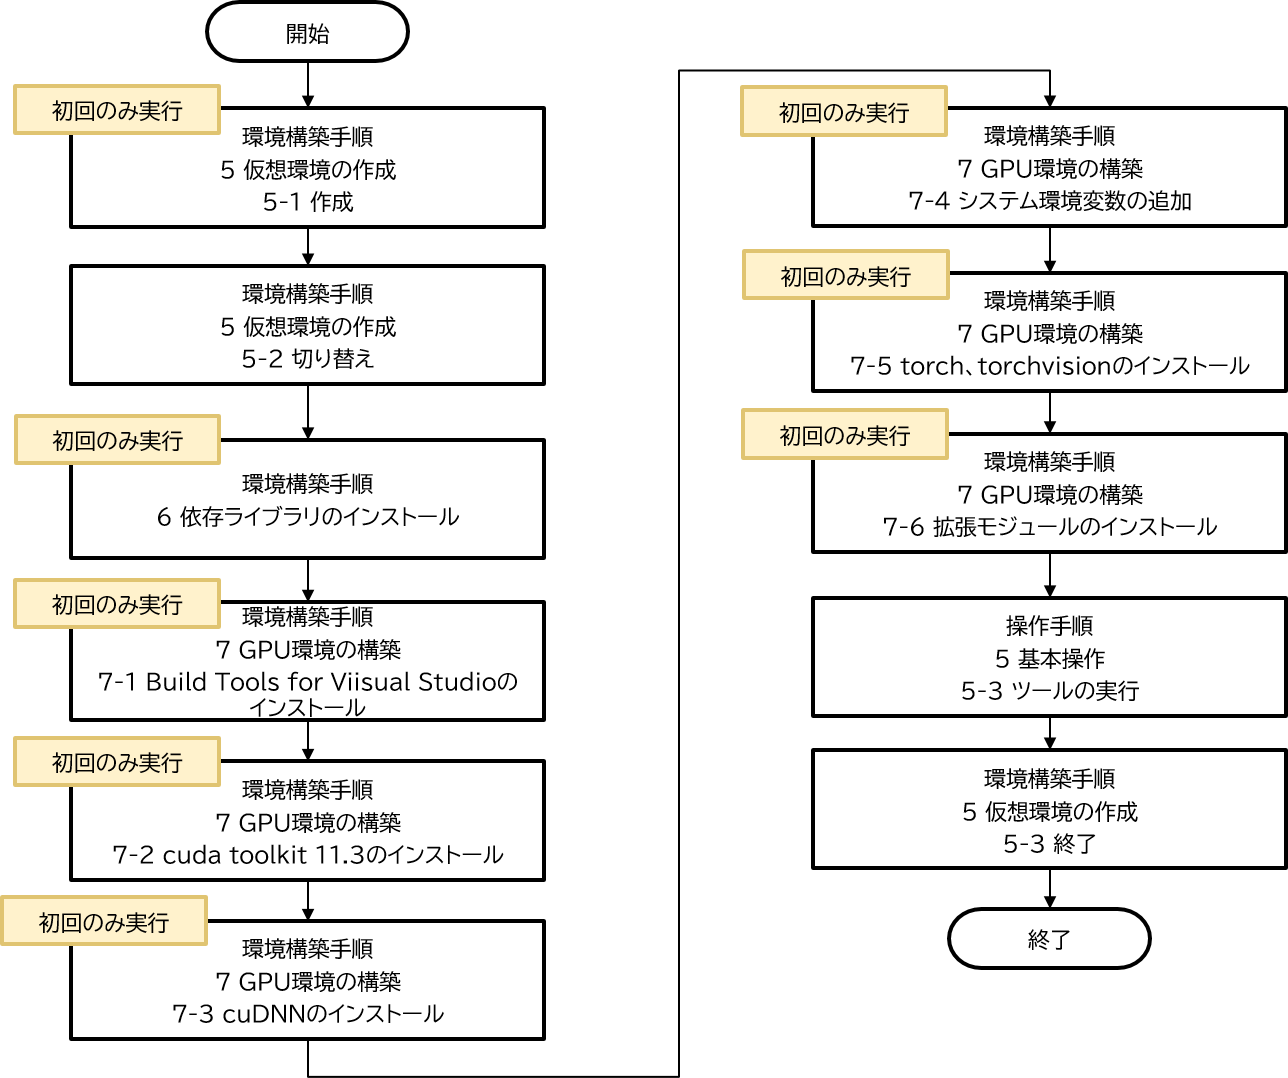 開始
初回のみ実行
環境構築手順
5 仮想環境の作成
5-1 作成
環境構築手順
5 仮想環境の作成
5-2 切り替え
初回のみ実行
環境構築手順
6 依存ライブラリのインストール
初回のみ実行
環境構築手順
7 GPU環境の構築
7-1 Build Tools for Viisual Studioの
インストール
初回のみ実行
環境構築手順
7 GPU環境の構築
7-2 cuda toolkit 11.3のインストール
初回のみ実行
環境構築手順
7 GPU環境の構築
7-3 cuDNNのインストール
初回のみ実行
環境構築手順
7 GPU環境の構築
7-4 システム環境変数の追加
初回のみ実行
環境構築手順
7 GPU環境の構築
7-5 torch、torchvisionのインストール
初回のみ実行
環境構築手順
7 GPU環境の構築
7-6 拡張モジュールのインストール
操作手順
5 基本操作
5-3 ツールの実行
環境構築手順
5 仮想環境の作成
5-3 終了
終了